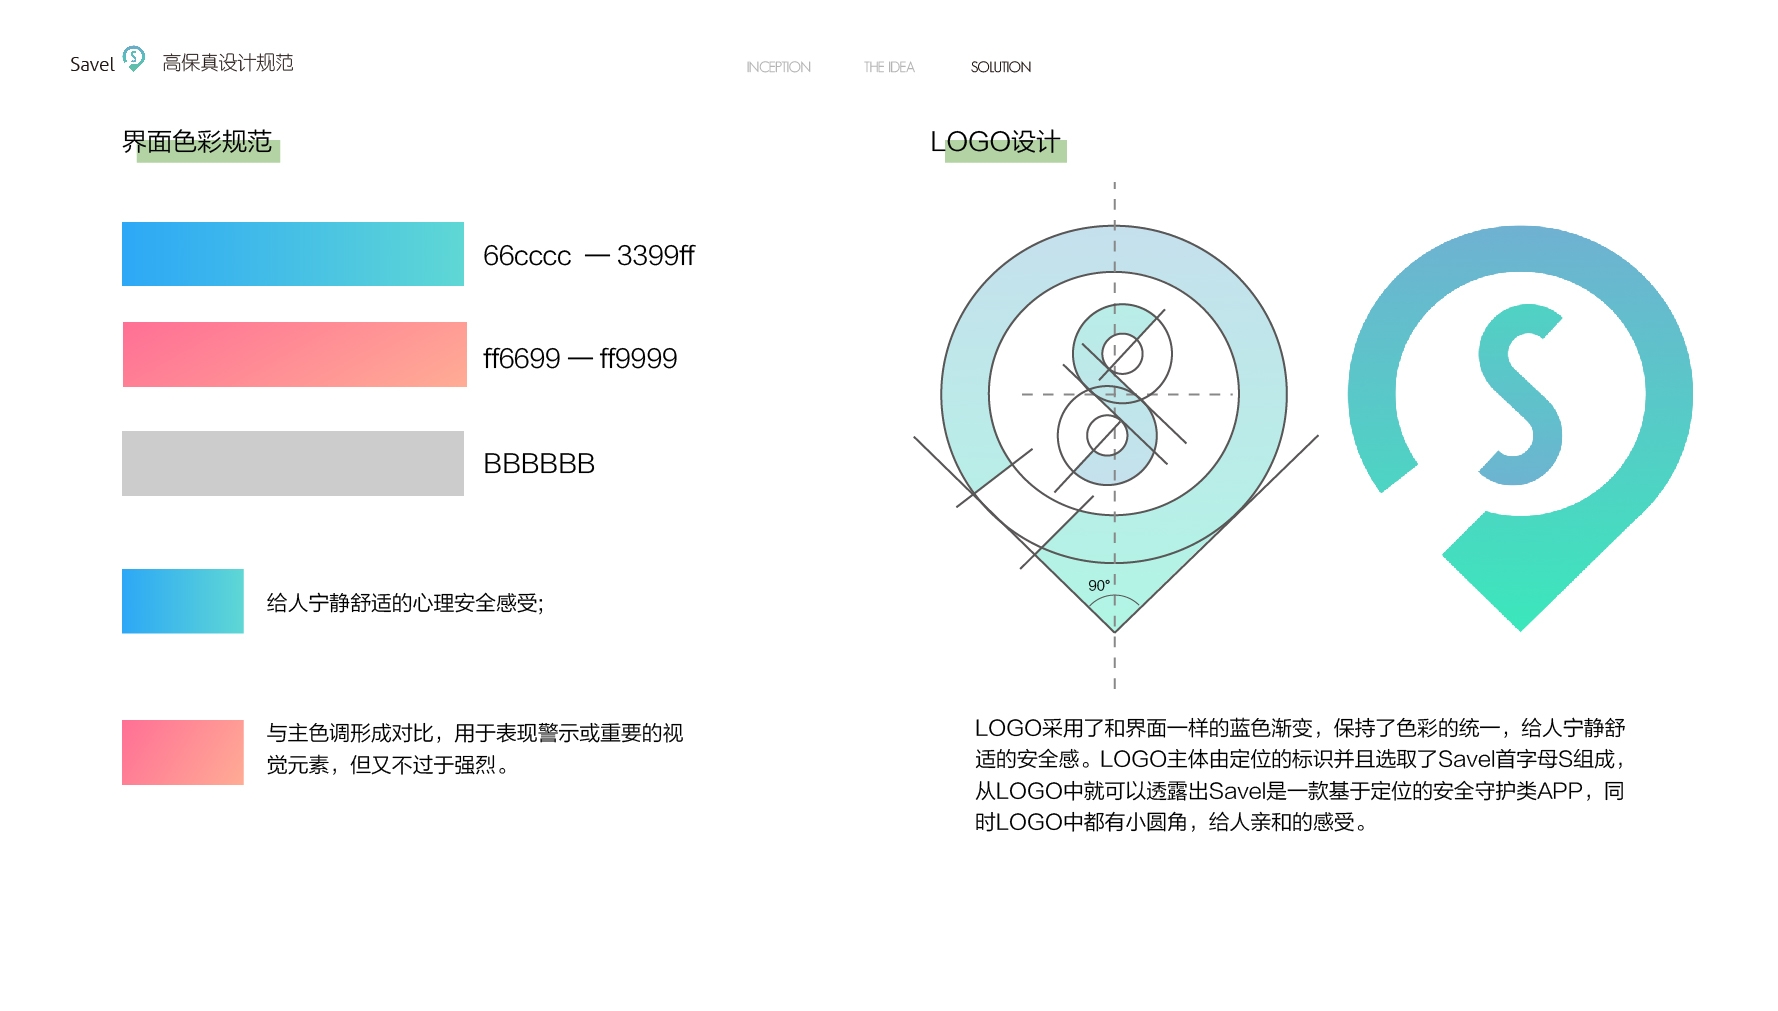 Savel 高保真设计规范
INCEPTION THE IDEA SOLUTION
界面色彩规范
66cccc — 3399ff
ff6699 — ff9999
BBBBBB
给人宁静舒适的心理安全感受;
与主色调形成对比，用于表现警示或重要的视
觉元素，但又不过于强烈。
LOGO设计
90°
LOGO采用了和界面一样的蓝色渐变，保持了色彩的统一，给人宁静舒
适的安全感。LOGO主体由定位的标识并且选取了Savel首字母S组成，
从LOGO中就可以透露出Savel是一款基于定位的安全守护类APP，同
时LOGO中都有小圆角，给人亲和的感受。